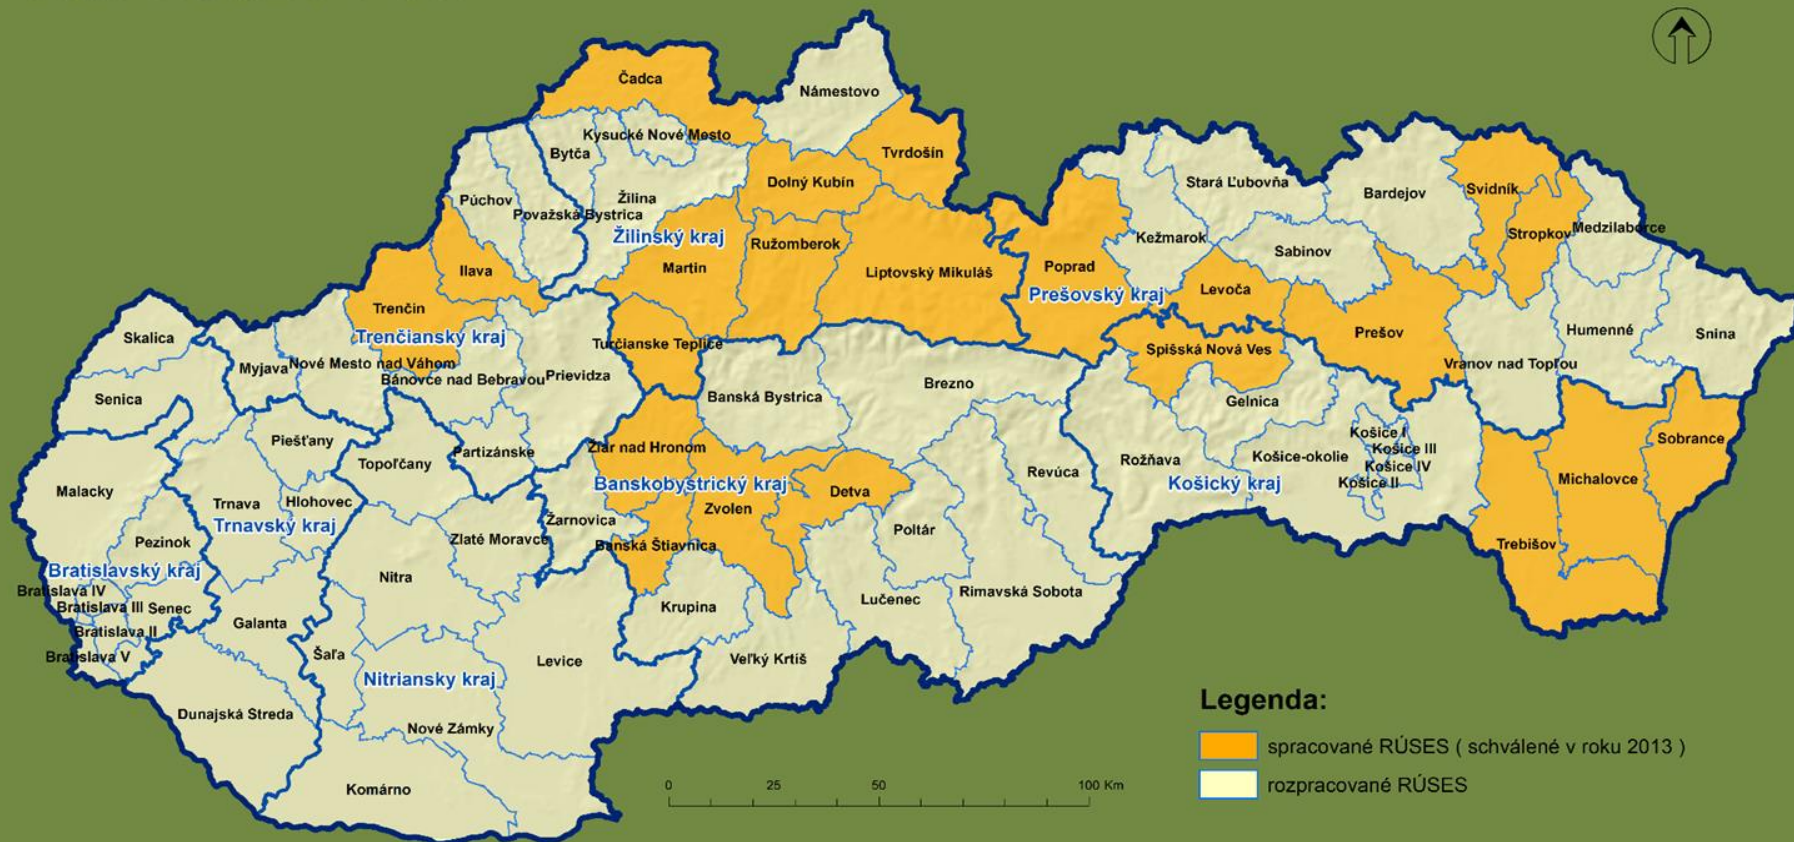 Čadca
Námestovo
Kysucké Nové Mesto
Bytča
Tvrdošín
Dolný Kubín
Stará Ľubovňa
Bardejov
Svidník
Púchov
Žilina
Považská Bystrica
Žilinský kraj
Ružomberok
Kežmarok
Sabinov
Stropkov
Medzilaborce
Ilava
Martin
Liptovský Mikuláš
Poprad
Prešovský kraj
Levoča
Trenčín
Trenčiansky kraj
Turčianske Teplice
Spišská Nová Ves
Prešov
Humenné
Snina
Skalica
Myjava
Nové Mesto nad Váhom
Bánovce nad Bebravou
Prievidza
Vranov nad Topľou
Senica
Banská Bystrica
Brezno
Gelnica
Piešťany
Žiar nad Hronom
Košice I
Košice III
Sobrance
Topoľčany
Partizánske
Revúca
Rožňava
Košice-okolie
Košice IV
Košice II
Malacky
Trnava
Hlohovec
Trnavský kraj
Banskobystrický kraj
Detva
Košický kraj
Michalovce
Zvolen
Žarnovica
Poltár
Pezinok
Zlaté Moravce
Banská Štiavnica
Trebišov
Bratislavský kraj
Nitra
Bratislava IV
Bratislava III
Senec
Krupina
Lučenec
Rimavská Sobota
Bratislava II
Galanta
Bratislava V
Šaľa
Levice
Veľký Krtíš
Nitriansky kraj
Dunajská Streda
Nové Zámky
Komárno
0 25 50 100 Km
Legenda:
spracované RÚSES ( schválené v roku 2013 )
rozpracované RÚSES